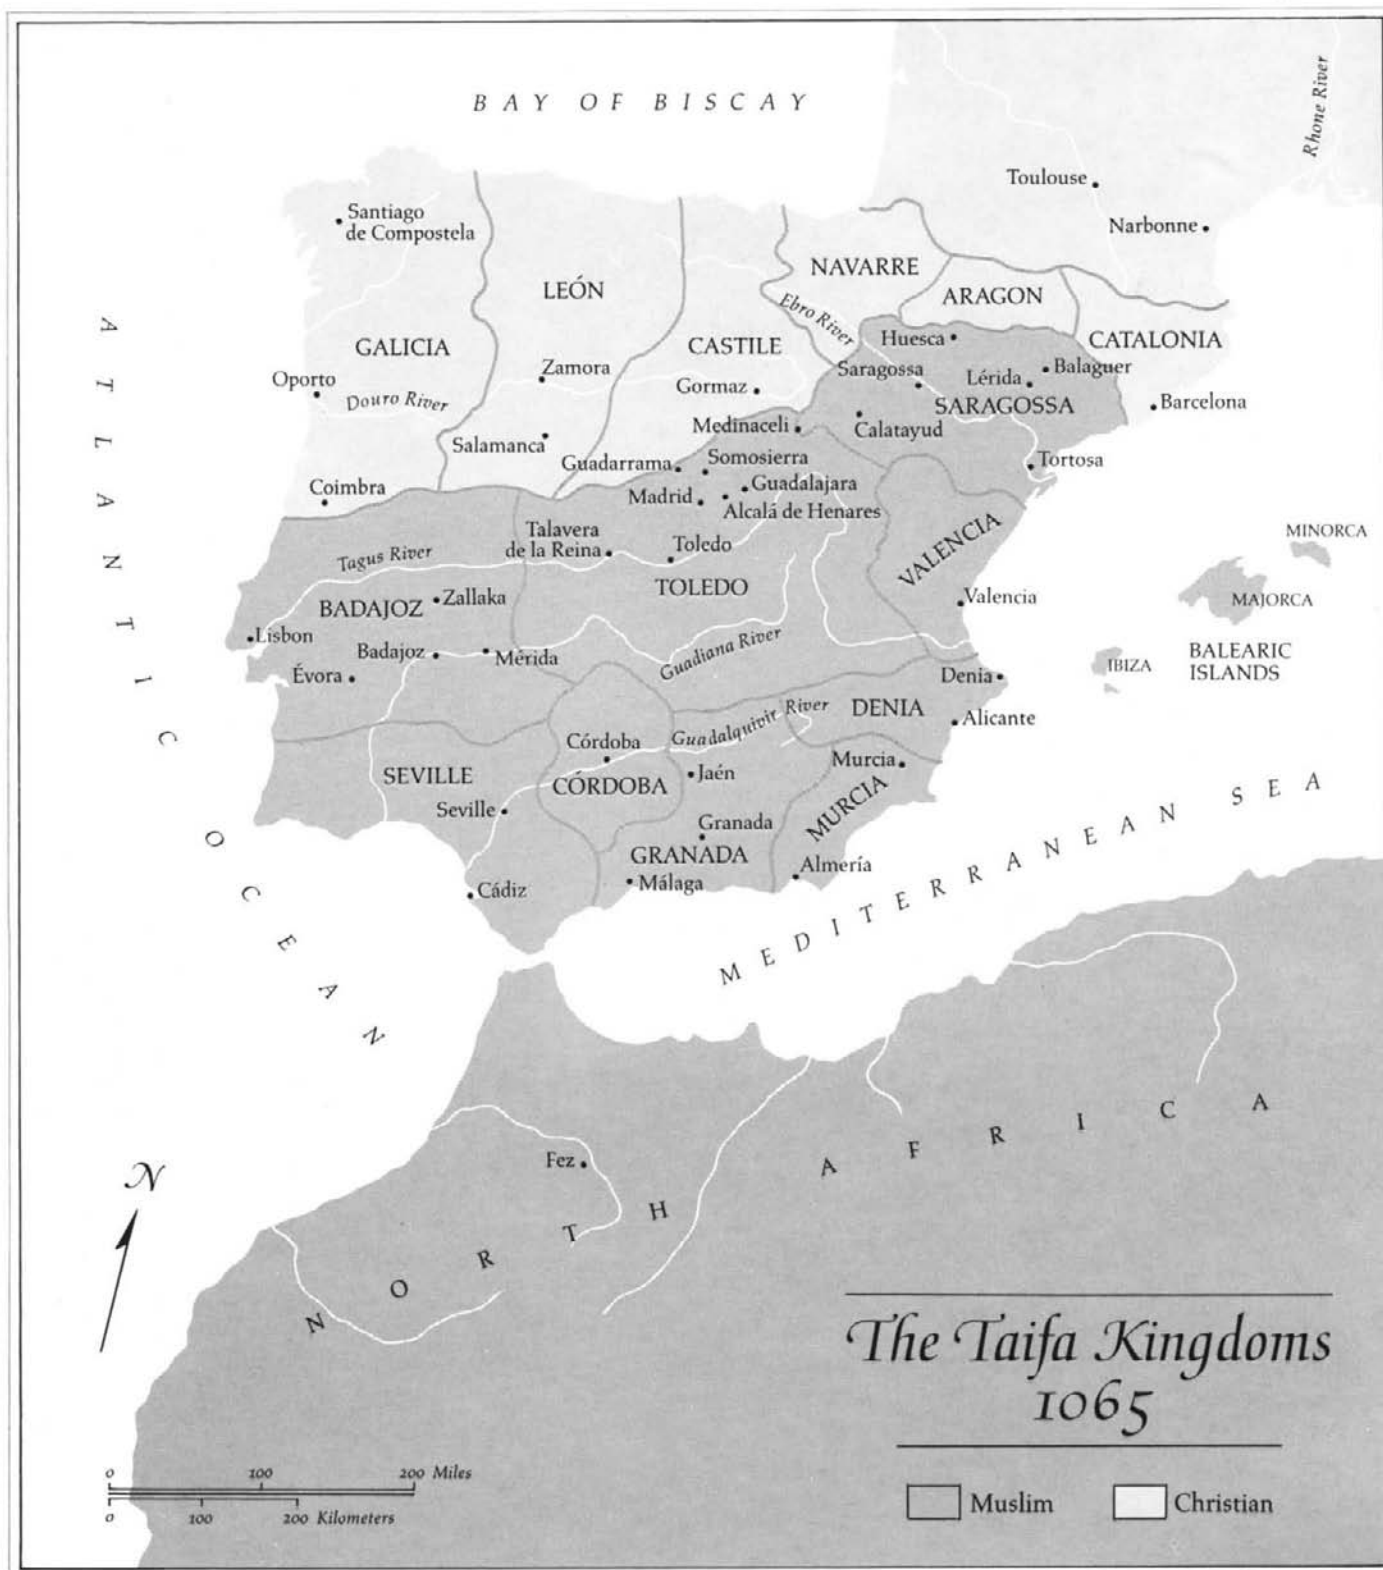 BAY OF BISCAY
Rhone River
Toulouse
Narbonne
Santiago
de Compostela
NAVARRE
LEÓN
ARAGON
Ebro River
GALICIA
CASTILE
Huesca
CATALONIA
Zamora
Saragossa
Balaguer
Lérida
Oporto
Douro River
Gormaz
SARAGOSSA
Barcelona
Medinaceli
Calatayud
Salamanca
Guadarrama
Somosierra
Tortosa
Coimbra
Madrid
Guadalajara
Alcalá de Henares
ATLANTIC OCEAN
Talavera
de la Reina
Toledo
VALENCIA
MINORCA
Tagus River
TOLEDO
BADAJOZ
Zallaka
Valencia
MAJORCA
Lisbon
Badajoz
Mérida
Guadiana River
BALEARIC
ISLANDS
IBIZA
Évora
Denia
DENIA
Guadalquivir River
Alicante
Córdoba
SEVILLE
CÓRDOBA
Jaén
Murcia
MURCIA
Seville
Granada
GRANADA
Almería
Cádiz
Málaga
MEDITERRANEAN SEA
Fez
NORTH AFRICA
N
The Taifa Kingdoms
1065
0 100 200 Miles
0 100 200 Kilometers
Muslim
Christian